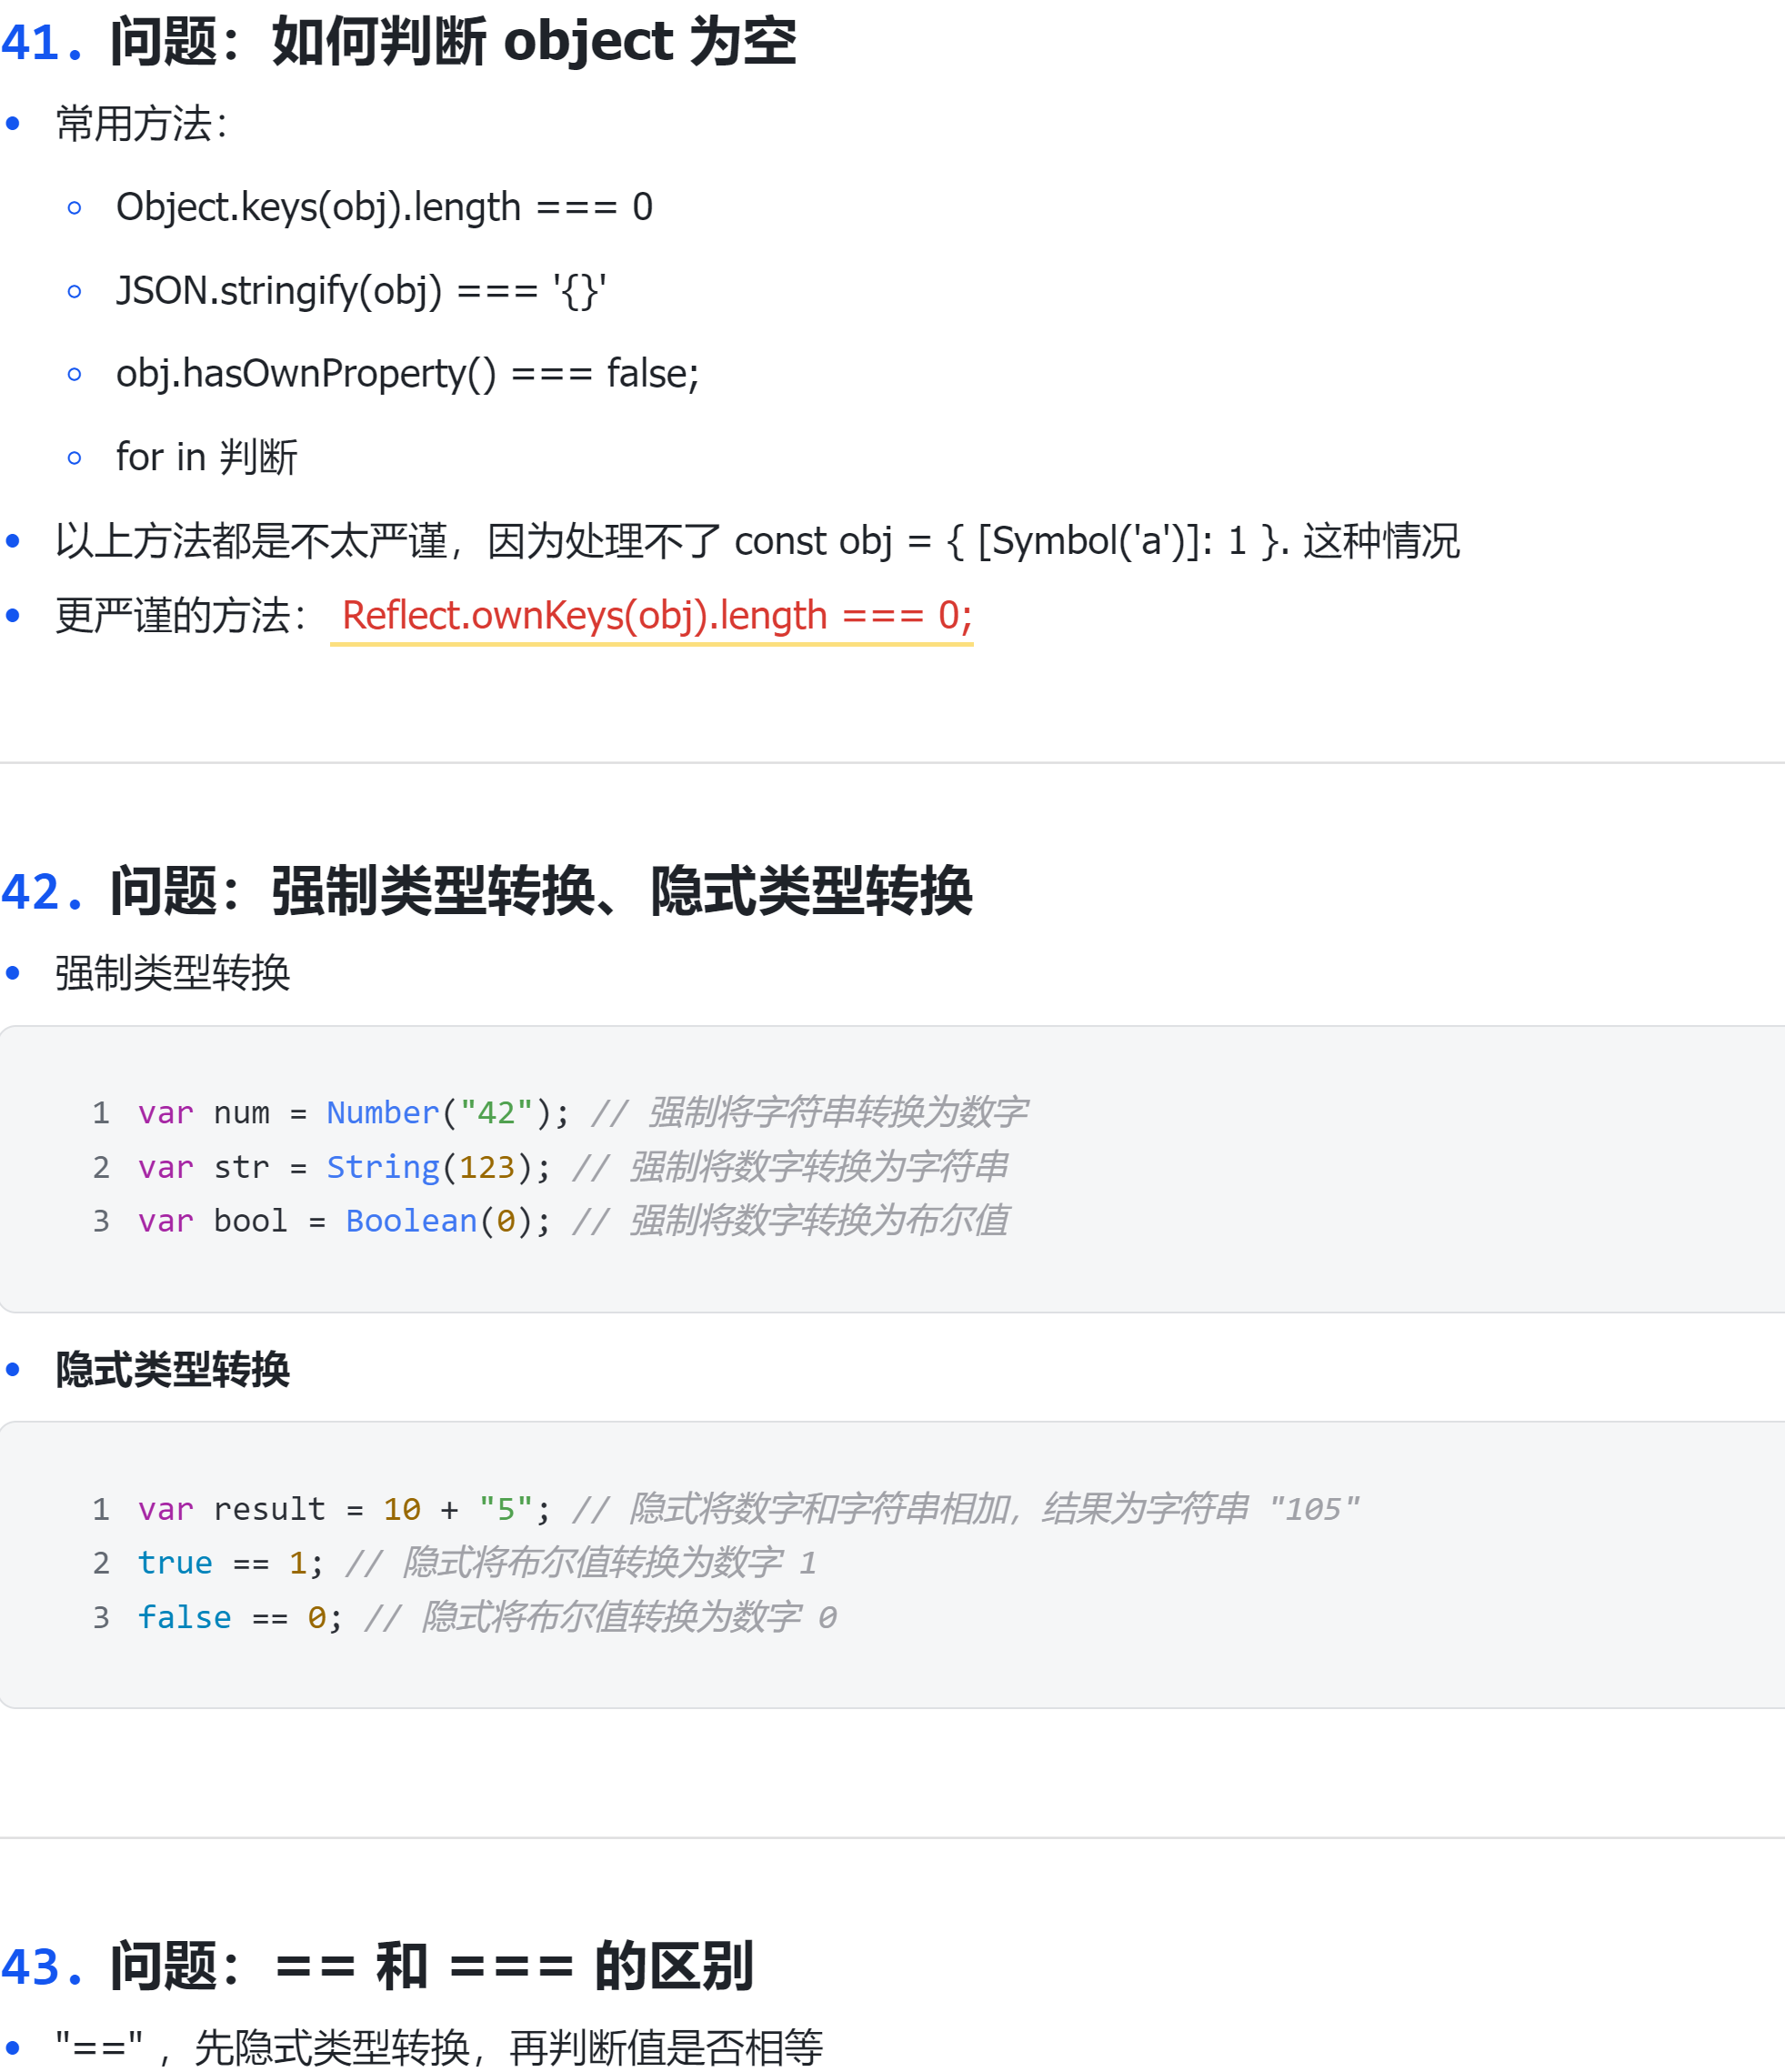 41. 问题：如何判断 object 为空
常用方法：
Object.keys(obj).length === 0
JSON.stringify(obj) === '{}'
obj.hasOwnProperty() === false;
for in 判断
以上方法都是不太严谨，因为处理不了 const obj = { [Symbol('a')]: 1 }. 这种情况
更严谨的方法： Reflect.ownKeys(obj).length === 0;
42. 问题：强制类型转换、隐式类型转换
强制类型转换
1 var num = Number("42"); // 强制将字符串转换为数字
2 var str = String(123); // 强制将数字转换为字符串
3 var bool = Boolean(0); // 强制将数字转换为布尔值
隐式类型转换
1 var result = 10 + "5"; // 隐式将数字和字符串相加，结果为字符串 "105"
2 true == 1; // 隐式将布尔值转换为数字 1
3 false == 0; // 隐式将布尔值转换为数字 0
43. 问题：== 和 === 的区别
"=="，先隐式类型转换，再判断值是否相等